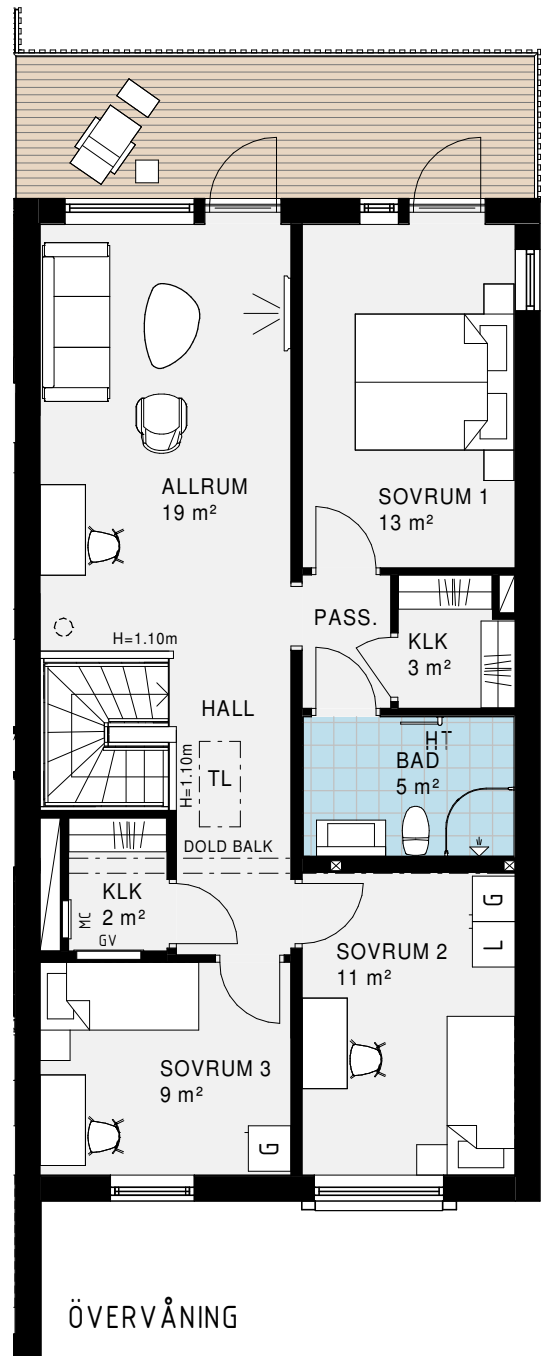 ALLRUM
19 m²
SOVRUM 1
13 m²
PASS.
KLK
3 m²
H=1.10m
HALL
H=1.10m
TL
HT
BAD
5 m²
DOLD BALK
KLK
2 m²
MC
GV
G
L
SOVRUM 2
11 m²
SOVRUM 3
9 m²
G
ÖVERVÅNING